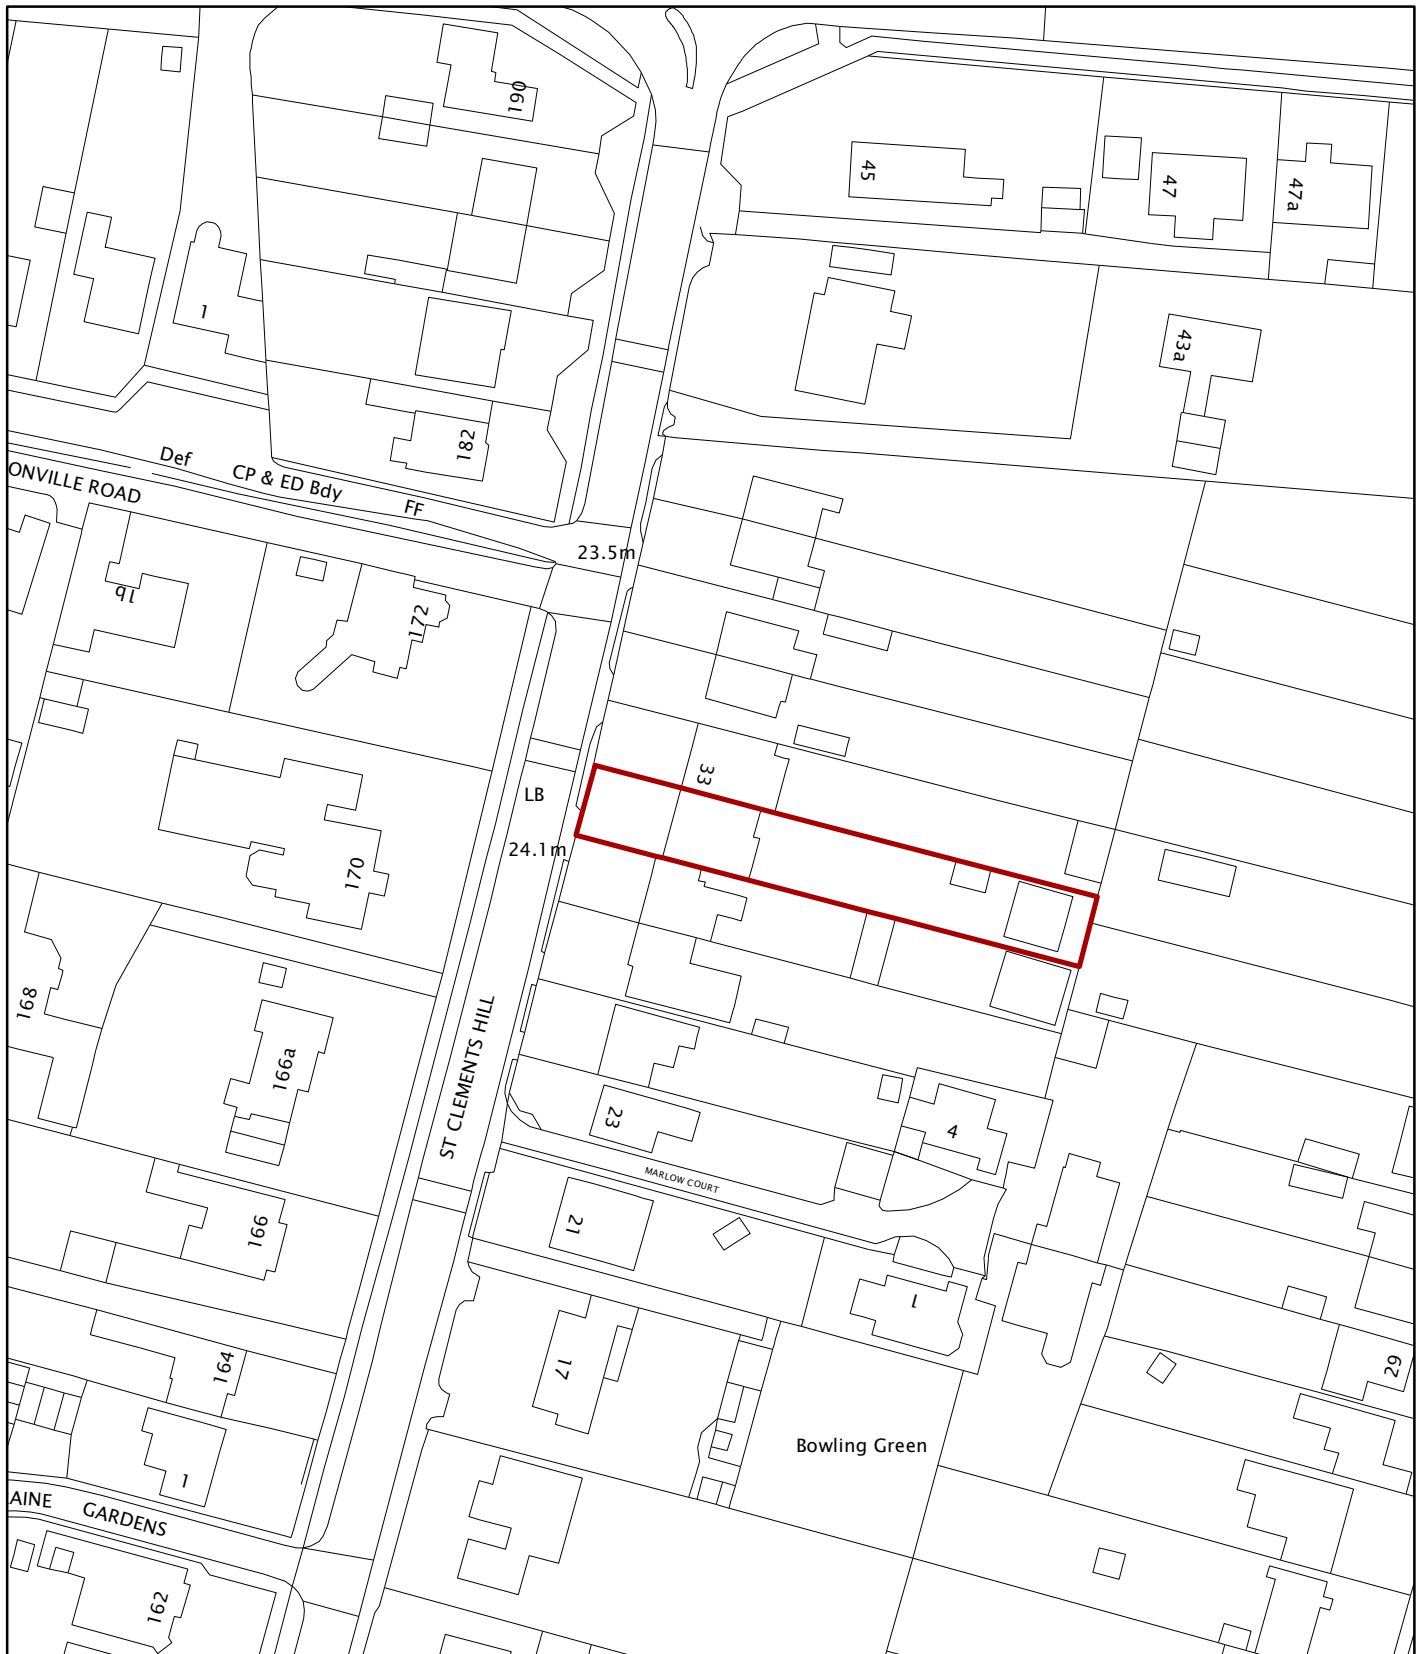 190
45
47
47a
1
43a
182
Def
CP & ED Bdy
FF
ONVILLE ROAD
23.5m
1b
172
33
LB
24.1m
170
168
166a
ST CLEMENTS HILL
23
4
MARLOW COURT
166
21
1
164
17
29
Bowling Green
1
AINE GARDENS
162